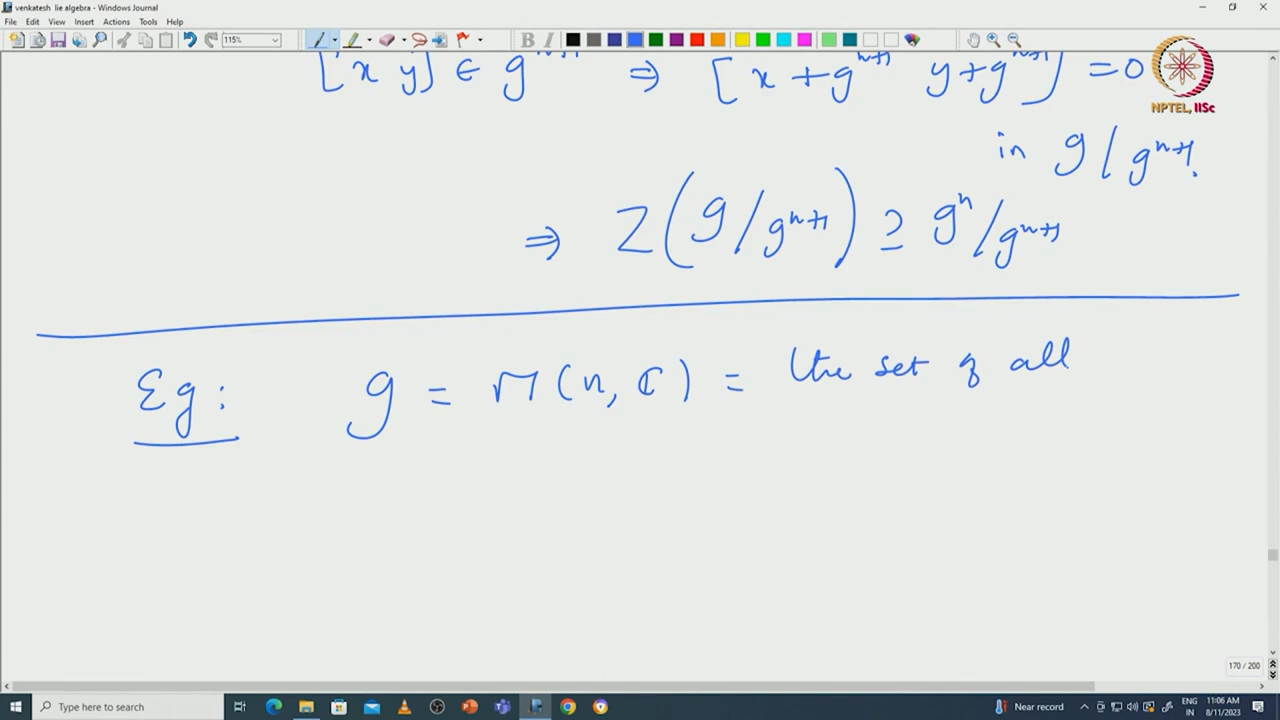 venkatesh lie algebra - Windows Journal
File Edit View Insert Actions Tools Help
115%
B I
[x y] ∈ g^{n+1} ⇒ [x + g^{n+1} y + g^{n+1}] = 0
NPTEL, IISc
in g / g^{n+1}.
⇒ Z(g / g^{n+1}) ⊇ g^n / g^{n+1}
Eg: g = n(n, ℂ) = the set of all
170 / 200
Type here to search
Near record
ENG
IN
11:06 AM
8/11/2023